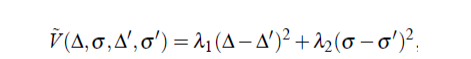 Ṽ(Δ,σ,Δ′,σ′) = λ₁(Δ−Δ′)² + λ₂(σ−σ′)²,